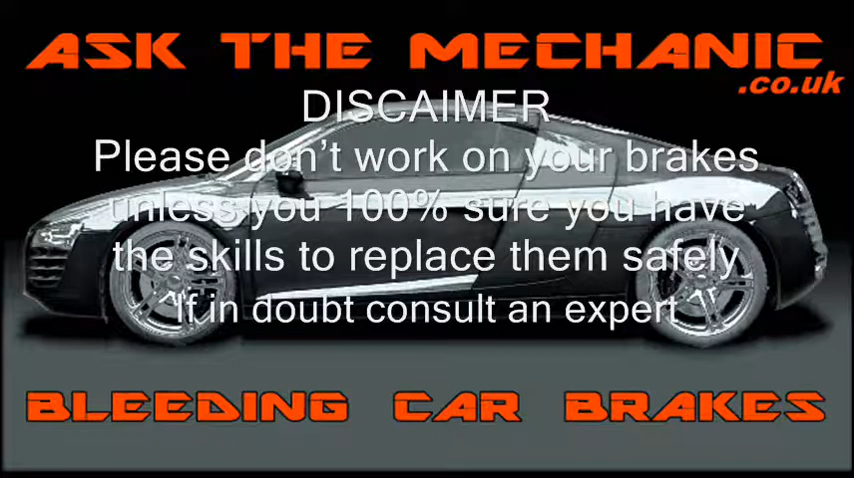 ASK THE MECHANIC
.co.uk
DISCAIMER
Please don't work on your brakes
unless you 100% sure you have
the skills to replace them safely
If in doubt consult an expert
BLEEDING CAR BRAKES